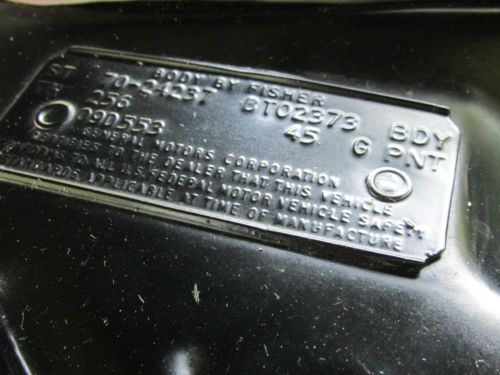 BODY BY FISHER
ST 70-04237 BT02373 BDY
TR 256 45 G PNT
09D553
GENERAL MOTORS CORPORATION
CERTIFIES TO THE DEALER THAT THIS VEHICLE
CONFORMS TO ALL U.S. FEDERAL MOTOR VEHICLE SAFETY
STANDARDS APPLICABLE AT TIME OF MANUFACTURE